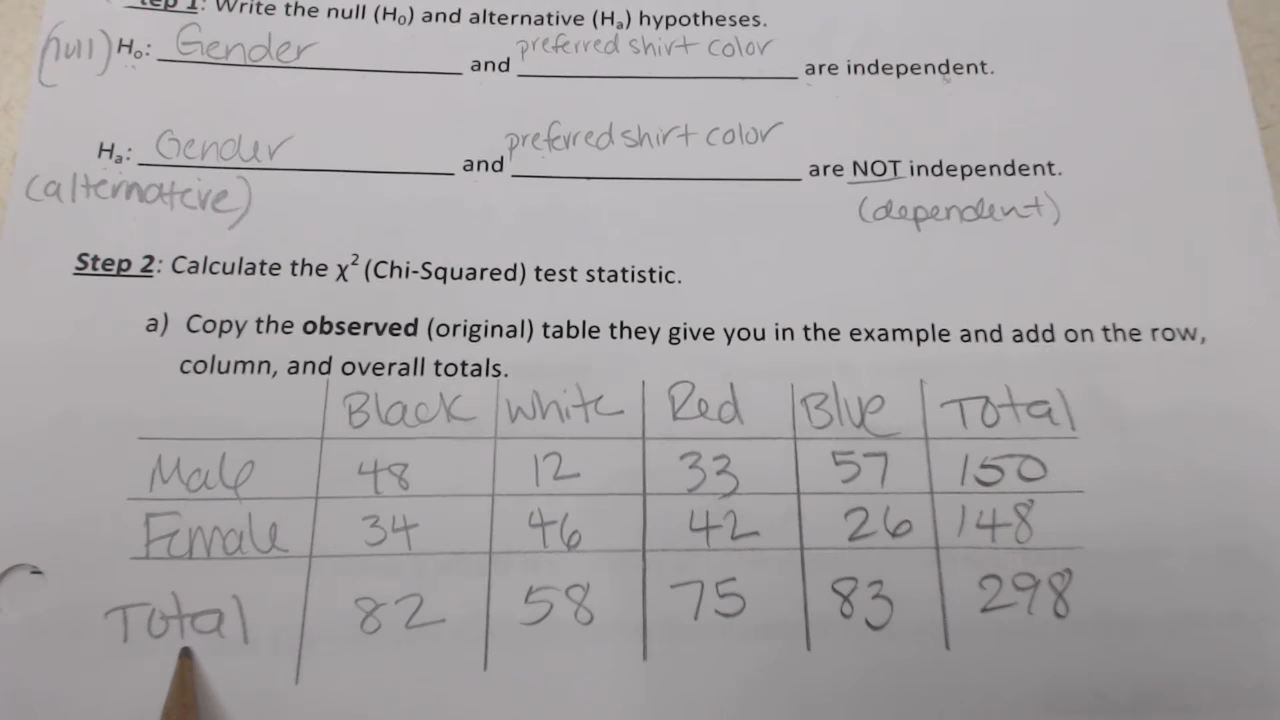 Step 1: Write the null (H₀) and alternative (Hₐ) hypotheses.
(null) H₀: Gender and preferred shirt color are independent.
Hₐ: Gender and preferred shirt color are NOT independent.
(alternative) (dependent)
Step 2: Calculate the χ² (Chi-Squared) test statistic.
a) Copy the observed (original) table they give you in the example and add on the row,
column, and overall totals.
Black White Red Blue Total
Male 48 12 33 57 150
Female 34 46 42 26 148
Total 82 58 75 83 298